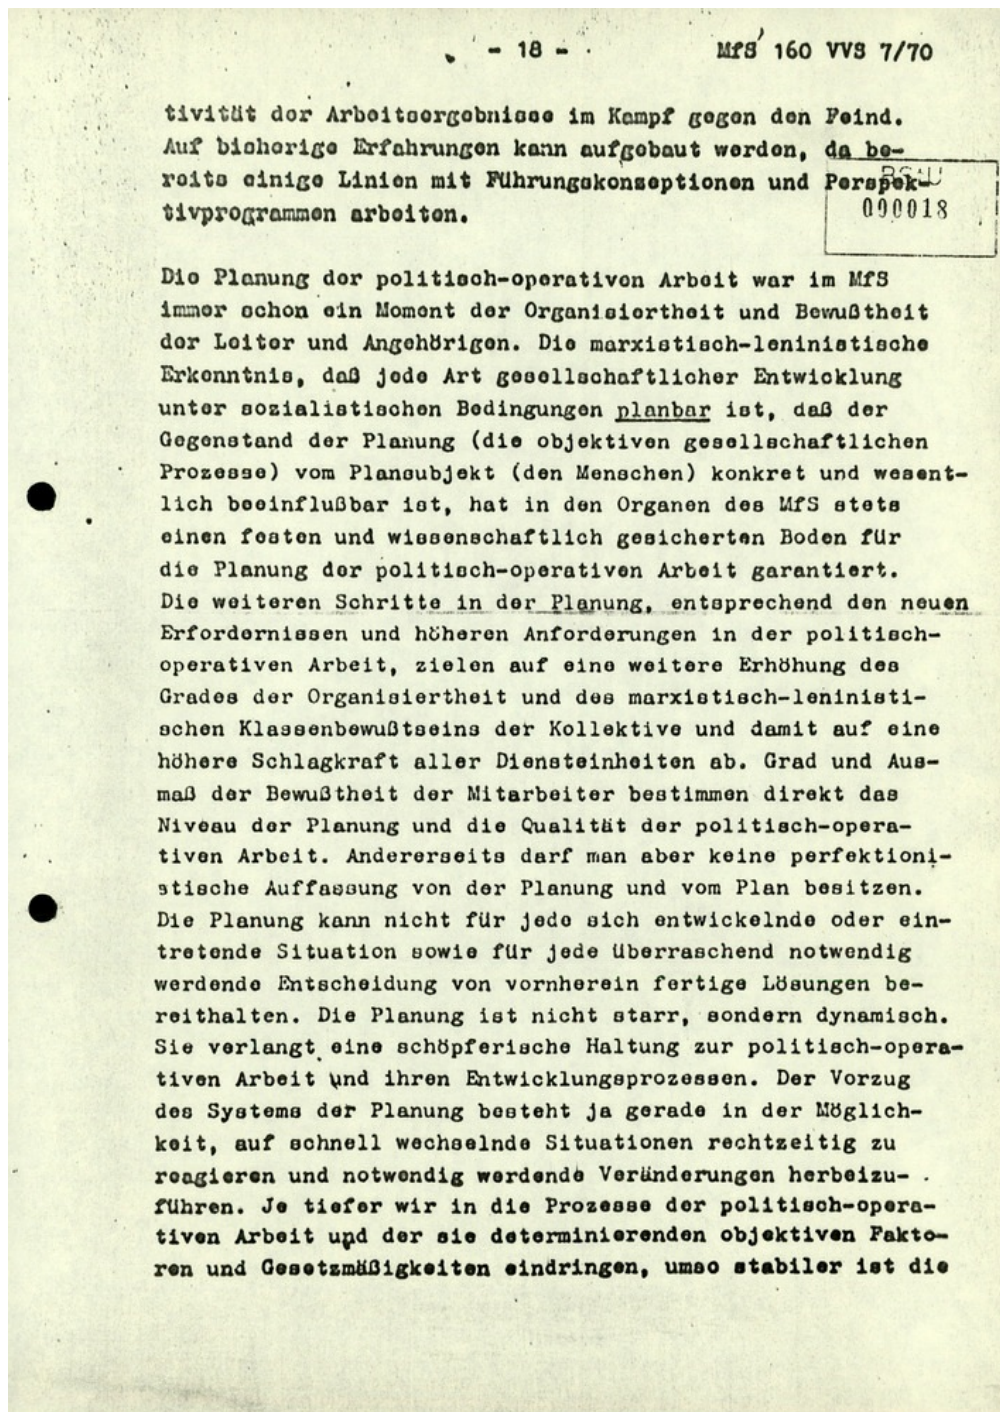 - 18 -
MfS 160 VVS 7/70
tivität der Arbeitsergebnisse im Kampf gegen den Feind.
Auf bisherige Erfahrungen kann aufgebaut werden, da be-
reits einige Linien mit Führungskonzeptionen und Perspek-
tivprogrammen arbeiten.
BStU
000018
Die Planung der politisch-operativen Arbeit war im MfS
immer schon ein Moment der Organisiertheit und Bewußtheit
der Leiter und Angehörigen. Die marxistisch-leninistische
Erkenntnis, daß jede Art gesellschaftlicher Entwicklung
unter sozialistischen Bedingungen planbar ist, daß der
Gegenstand der Planung (die objektiven gesellschaftlichen
Prozesse) vom Plansubjekt (den Menschen) konkret und wesent-
lich beeinflußbar ist, hat in den Organen des MfS stets
einen festen und wissenschaftlich gesicherten Boden für
die Planung der politisch-operativen Arbeit garantiert.
Die weiteren Schritte in der Planung, entsprechend den neuen
Erfordernissen und höheren Anforderungen in der politisch-
operativen Arbeit, zielen auf eine weitere Erhöhung des
Grades der Organisiertheit und des marxistisch-leninisti-
schen Klassenbewußtseins der Kollektive und damit auf eine
höhere Schlagkraft aller Diensteinheiten ab. Grad und Aus-
maß der Bewußtheit der Mitarbeiter bestimmen direkt das
Niveau der Planung und die Qualität der politisch-opera-
tiven Arbeit. Andererseits darf man aber keine perfektioni-
stische Auffassung von der Planung und vom Plan besitzen.
Die Planung kann nicht für jede sich entwickelnde oder ein-
tretende Situation sowie für jede überraschend notwendig
werdende Entscheidung von vornherein fertige Lösungen be-
reithalten. Die Planung ist nicht starr, sondern dynamisch.
Sie verlangt eine schöpferische Haltung zur politisch-opera-
tiven Arbeit und ihren Entwicklungsprozessen. Der Vorzug
des Systems der Planung besteht ja gerade in der Möglich-
keit, auf schnell wechselnde Situationen rechtzeitig zu
reagieren und notwendig werdende Veränderungen herbeizu-
führen. Je tiefer wir in die Prozesse der politisch-opera-
tiven Arbeit und der sie determinierenden objektiven Fakto-
ren und Gesetzmäßigkeiten eindringen, umso stabiler ist die